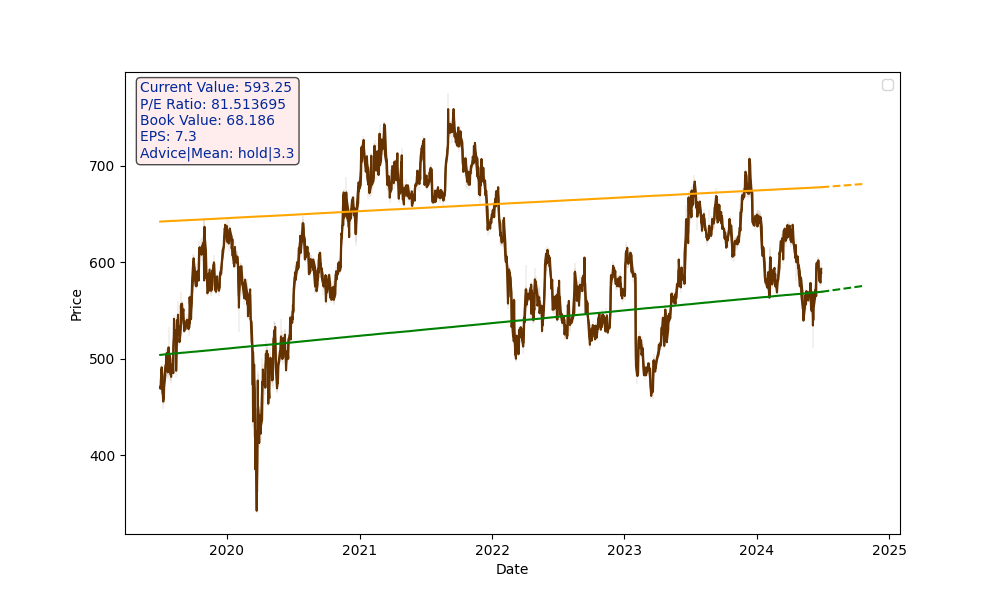 Current Value: 593.25
P/E Ratio: 81.513695
Book Value: 68.186
EPS: 7.3
Advice|Mean: hold|3.3
700
600
500
400
Price
2020 2021 2022 2023 2024 2025
Date